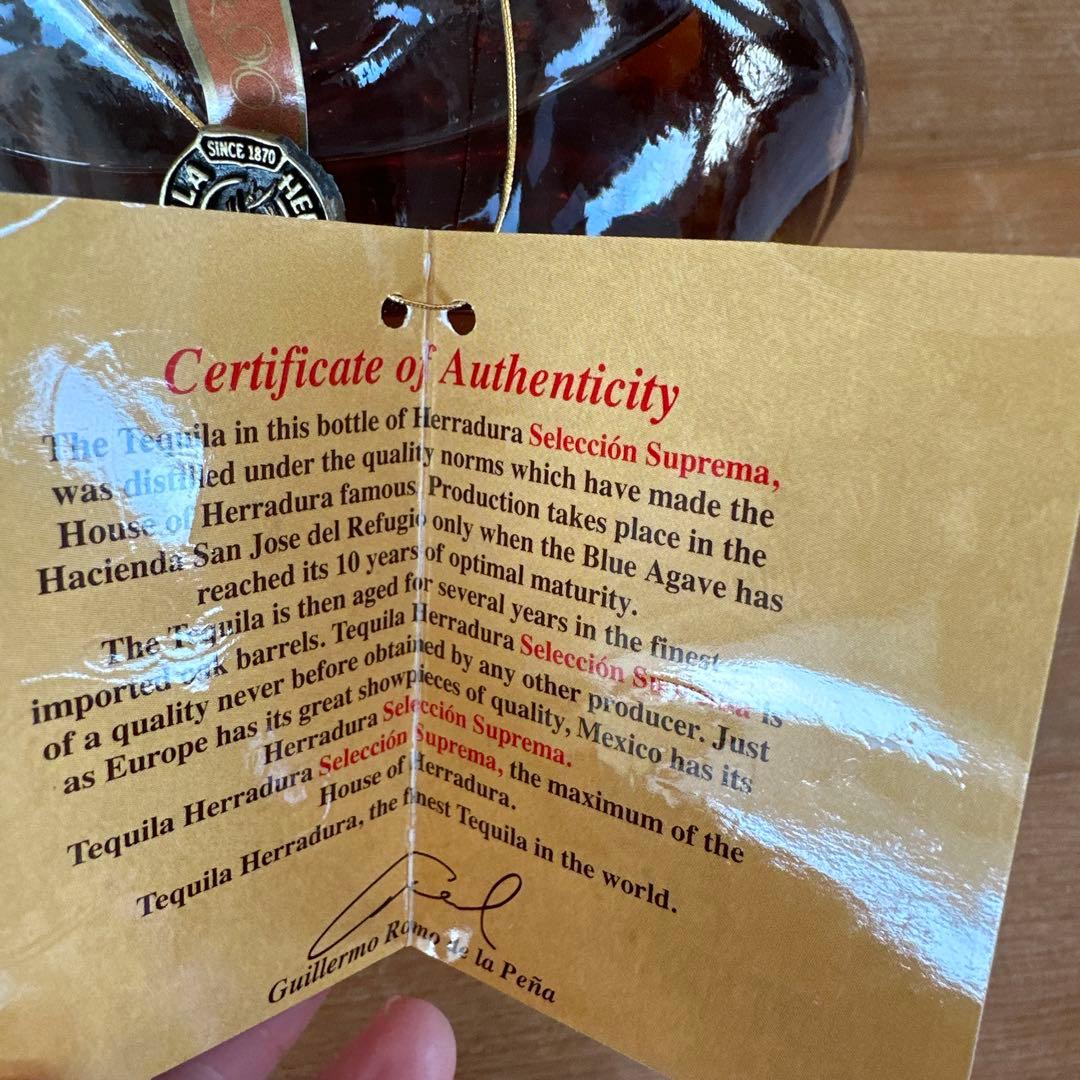 SINCE 1870
LA HE
Certificate of Authenticity
The Tequila in this bottle of Herradura Selección Suprema,
was distilled under the quality norms which have made the
House of Herradura famous. Production takes place in the
Hacienda San Jose del Refugio only when the Blue Agave has
reached its 10 years of optimal maturity.
The Tequila is then aged for several years in the finest
imported oak barrels. Tequila Herradura Selección Suprema is
of a quality never before obtained by any other producer. Just
as Europe has its great showpieces of quality, Mexico has its
Herradura Selección Suprema.
Tequila Herradura Selección Suprema, the maximum of the
House of Herradura.
Tequila Herradura, the finest Tequila in the world.
Guillermo Romo de la Peña